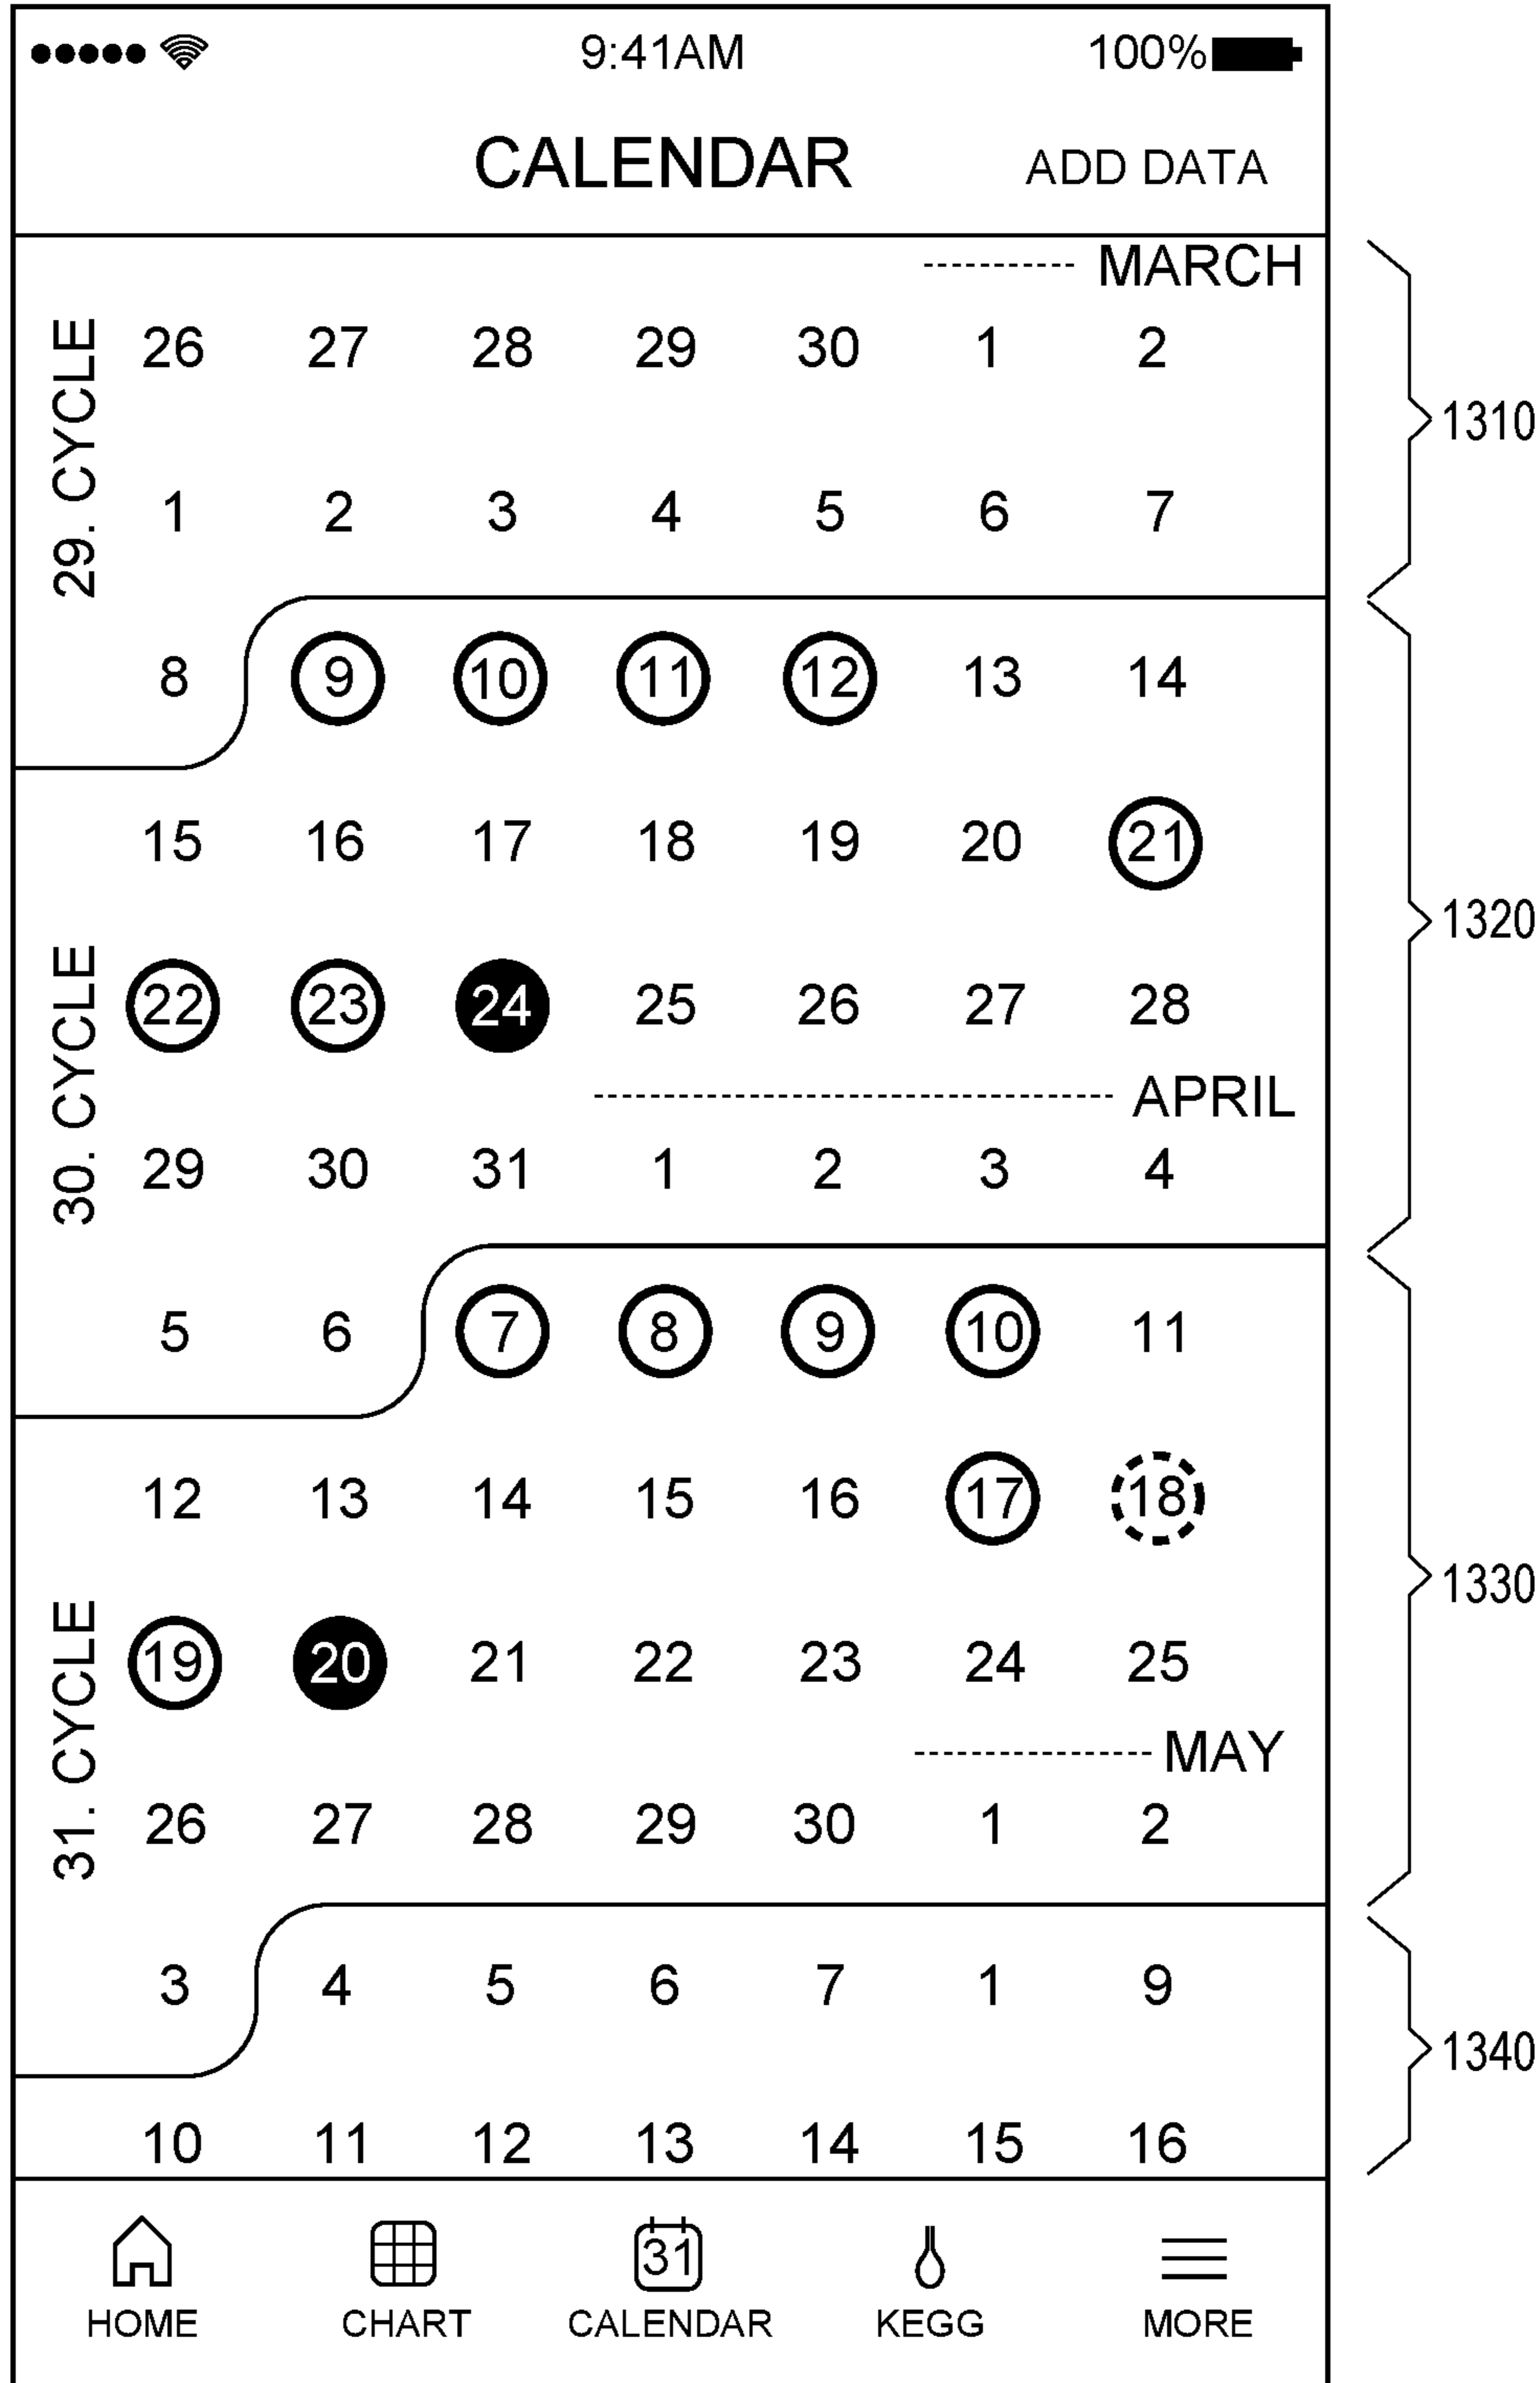 9:41AM 100%
CALENDAR ADD DATA
MARCH
29. CYCLE
26 27 28 29 30 1 2
1310
1 2 3 4 5 6 7
8 9 10 11 12 13 14
15 16 17 18 19 20 21
1320
30. CYCLE
22 23 24 25 26 27 28
APRIL
29 30 31 1 2 3 4
5 6 7 8 9 10 11
12 13 14 15 16 17 18
1330
31. CYCLE
19 20 21 22 23 24 25
MAY
26 27 28 29 30 1 2
3 4 5 6 7 1 9
1340
10 11 12 13 14 15 16
31
HOME CHART CALENDAR KEGG MORE